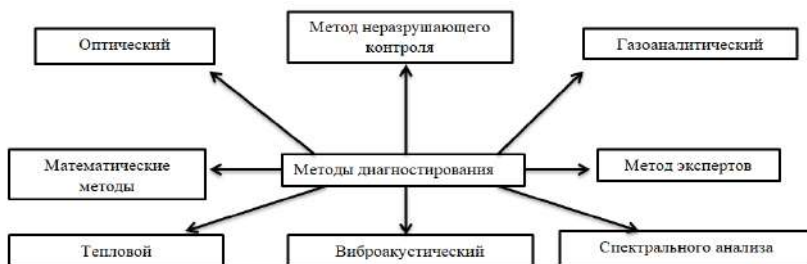 Оптический
Метод неразрушающего
контроля
Газоаналитический
Математические
методы
Методы диагностирования
Метод экспертов
Тепловой
Виброакустический
Спектрального анализа